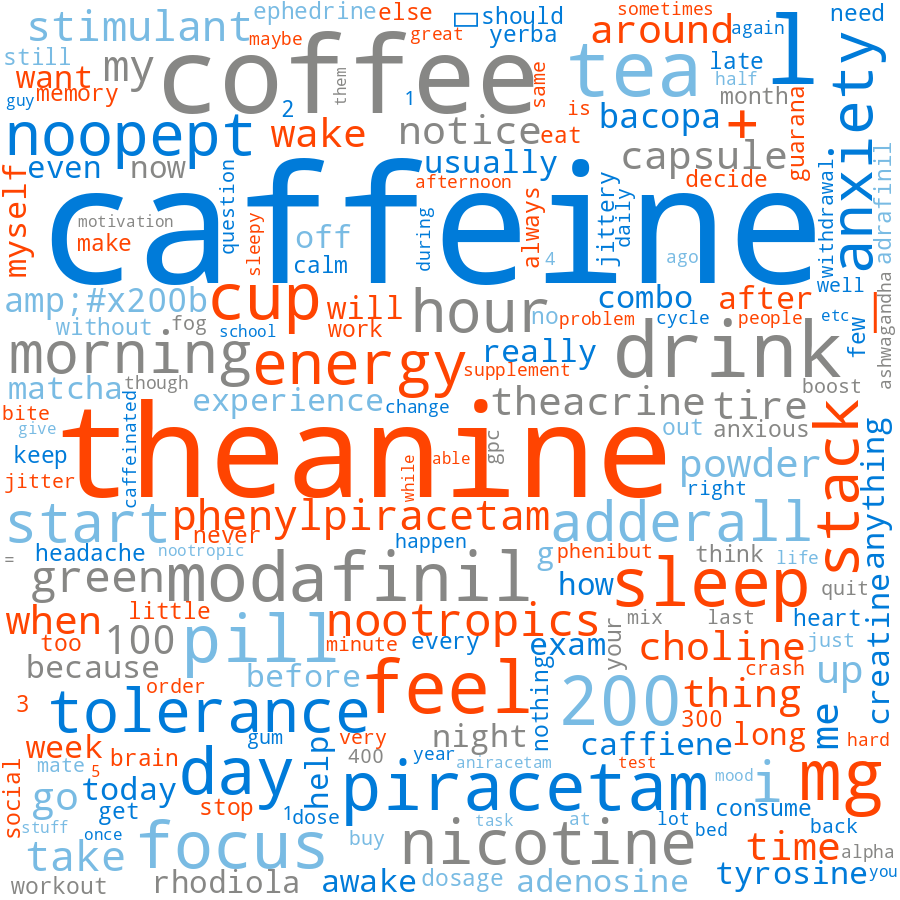 stimulant
ephedrine
else
sometimes
should
need
maybe
great
yerba
around
again
still
my
coffee
them
same
tea
l
late
half
want
memory
guy
2
1
is
month
guarana
anxiety
noopept
wake
notice
eat
bacopa
+
even
now
usually
capsule
adrafinil
myself
question
afternoon
decide
caffeine
motivation
make
sleepy
off
calm
during
always
4
jittery
daily
ago
withdrawal
well
amp;#x200b
cup
will
hour
no
combo
after
I
without
fog
school
work
problem
cycle
people
etc
few
ashwagandha
morning
energy
really
supplement
drink
matcha
though
boost
bite
give
experience
change
theacrine
tire
keep
caffeinated
theanine
while
able
gpc
out
anxious
stack
anything
jitter
powder
right
start
phenylpiracetam
never
adderall
headache
nootropic
happen
=
green
modafinil
g
phenibut
think
life
how
sleep
quit
creatine
when
little
nootropics
your
mix
last
heart
too
100
pill
minute
every
exam
choline
just
because
before
feel
nothing
crash
up
order
3
tolerance
200
thing
300
me
week
brain
gum
very
night
caffiene
long
hard
social
mate
5
day
help
400
year
aniracetam
test
mood
i
mg
go
today
get
stop
1
dose
piracetam
consume
stuff
once
focus
buy
task
at
lot
bed
back
take
nicotine
time
alpha
workout
rhodiola
awake
dosage
adenosine
tyrosine
you